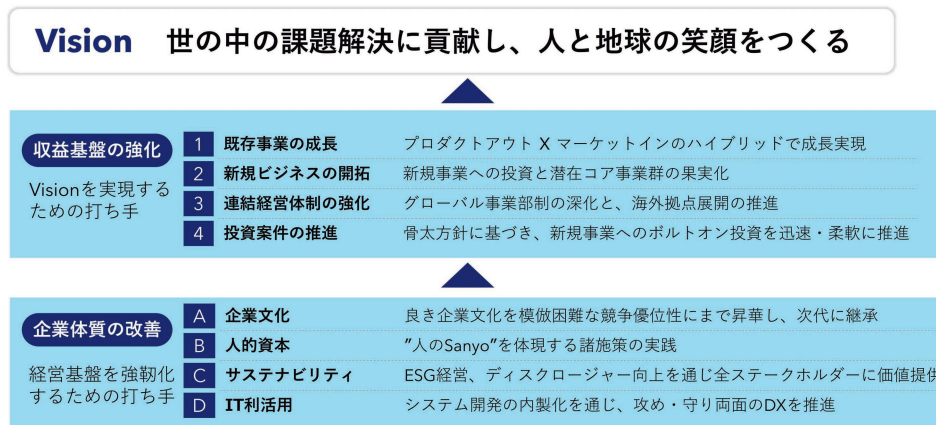 Vision 世の中の課題解決に貢献し、人と地球の笑顔をつくる
収益基盤の強化
Visionを実現する
ための打ち手
1 既存事業の成長 プロダクトアウト X マーケットインのハイブリッドで成長実現
2 新規ビジネスの開拓 新規事業への投資と潜在コア事業群の果実化
3 連結経営体制の強化 グローバル事業部制の深化と、海外拠点展開の推進
4 投資案件の推進 骨太方針に基づき、新規事業へのボルトオン投資を迅速・柔軟に推進
企業体質の改善
経営基盤を強靭化
するための打ち手
A 企業文化 良き企業文化を模倣困難な競争優位性にまで昇華し、次代に継承
B 人的資本 "人のSanyo"を体現する諸施策の実践
C サステナビリティ ESG経営、ディスクロージャー向上を通じ全ステークホルダーに価値提供
D IT利活用 システム開発の内製化を通じ、攻め・守り両面のDXを推進